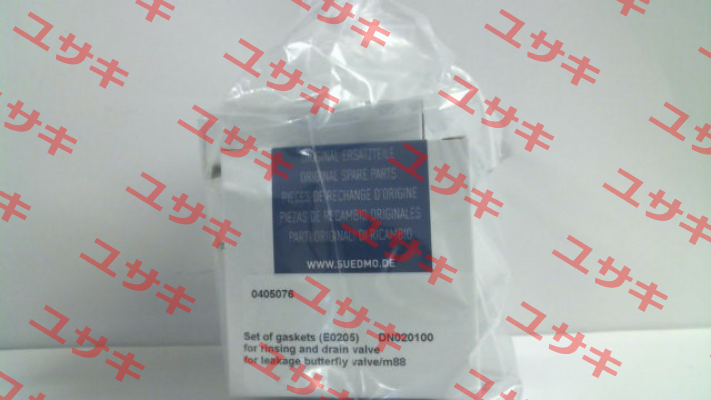 ORIGINAL ERSATZTEILE
ORIGINAL SPARE PARTS
PIECES DE RECHANGE D'ORIGINE
PIEZAS DE RECAMBIO ORIGINALES
PARTI ORIGINALI DI RICAMBIO
WWW.SUEDMO.DE
0405076
Set of gaskets (E0205) DN020100
for rinsing and drain valve
for leakage butterfly valve/m88
ユサキ